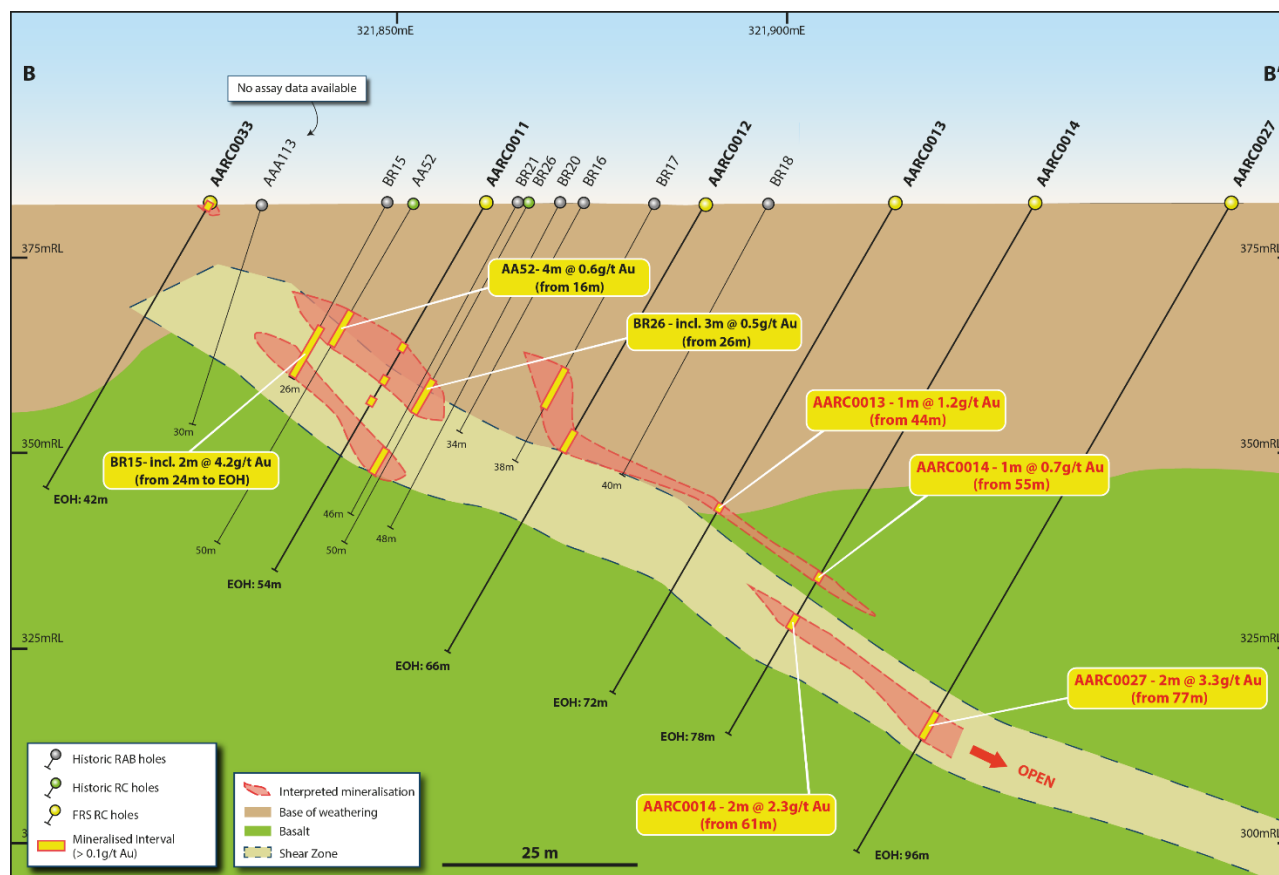 321,850mE
321,900mE
B
B'
No assay data available
AARC0033
AAA113
BR15
AA52
AARC0011
BR21
BR26
BR20
BR16
BR17
AARC0012
BR18
AARC0013
AARC0014
AARC0027
375mRL
375mRL
AA52- 4m @ 0.6g/t Au
(from 16m)
BR26 - incl. 3m @ 0.5g/t Au
(from 26m)
26m
30m
34m
38m
40m
AARC0013 - 1m @ 1.2g/t Au
(from 44m)
350mRL
350mRL
BR15- incl. 2m @ 4.2g/t Au
(from 24m to EOH)
AARC0014 - 1m @ 0.7g/t Au
(from 55m)
EOH: 42m
46m
48m
50m
50m
EOH: 54m
325mRL
325mRL
EOH: 66m
EOH: 72m
EOH: 78m
AARC0027 - 2m @ 3.3g/t Au
(from 77m)
OPEN
AARC0014 - 2m @ 2.3g/t Au
(from 61m)
300mRL
EOH: 96m
25 m
Historic RAB holes
Historic RC holes
FRS RC holes
Mineralised Interval
(> 0.1g/t Au)
Interpreted mineralisation
Base of weathering
Basalt
Shear Zone